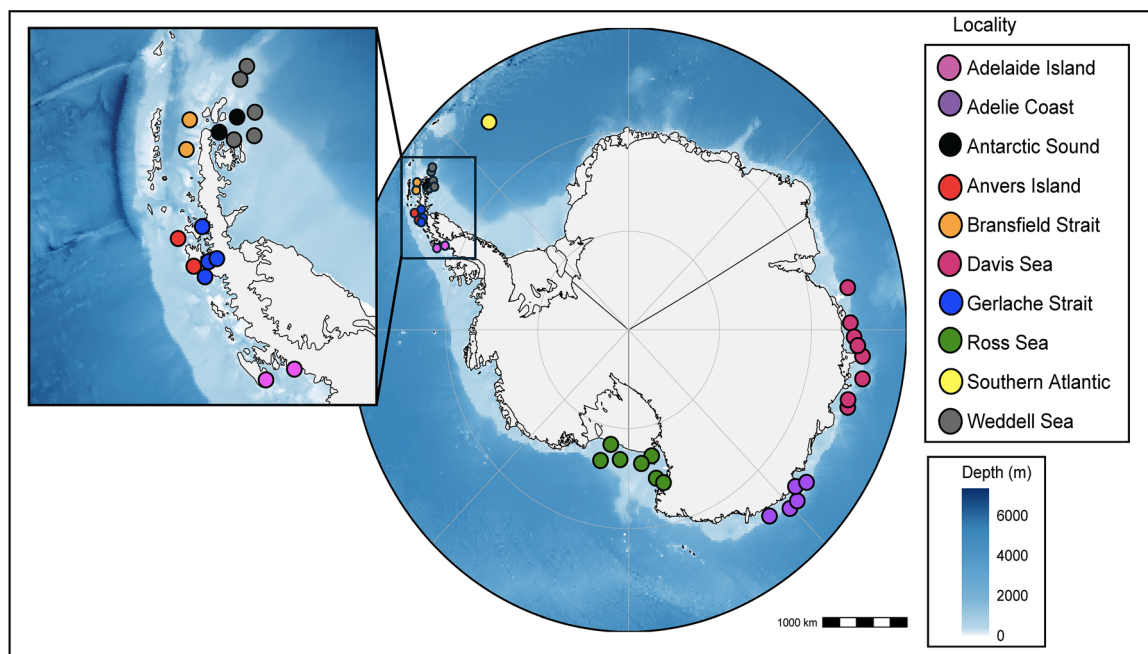 Locality
Adelaide Island
Adelie Coast
Antarctic Sound
Anvers Island
Bransfield Strait
Davis Sea
Gerlache Strait
Ross Sea
Southern Atlantic
Weddell Sea
Depth (m)
6000
4000
2000
0
1000 km